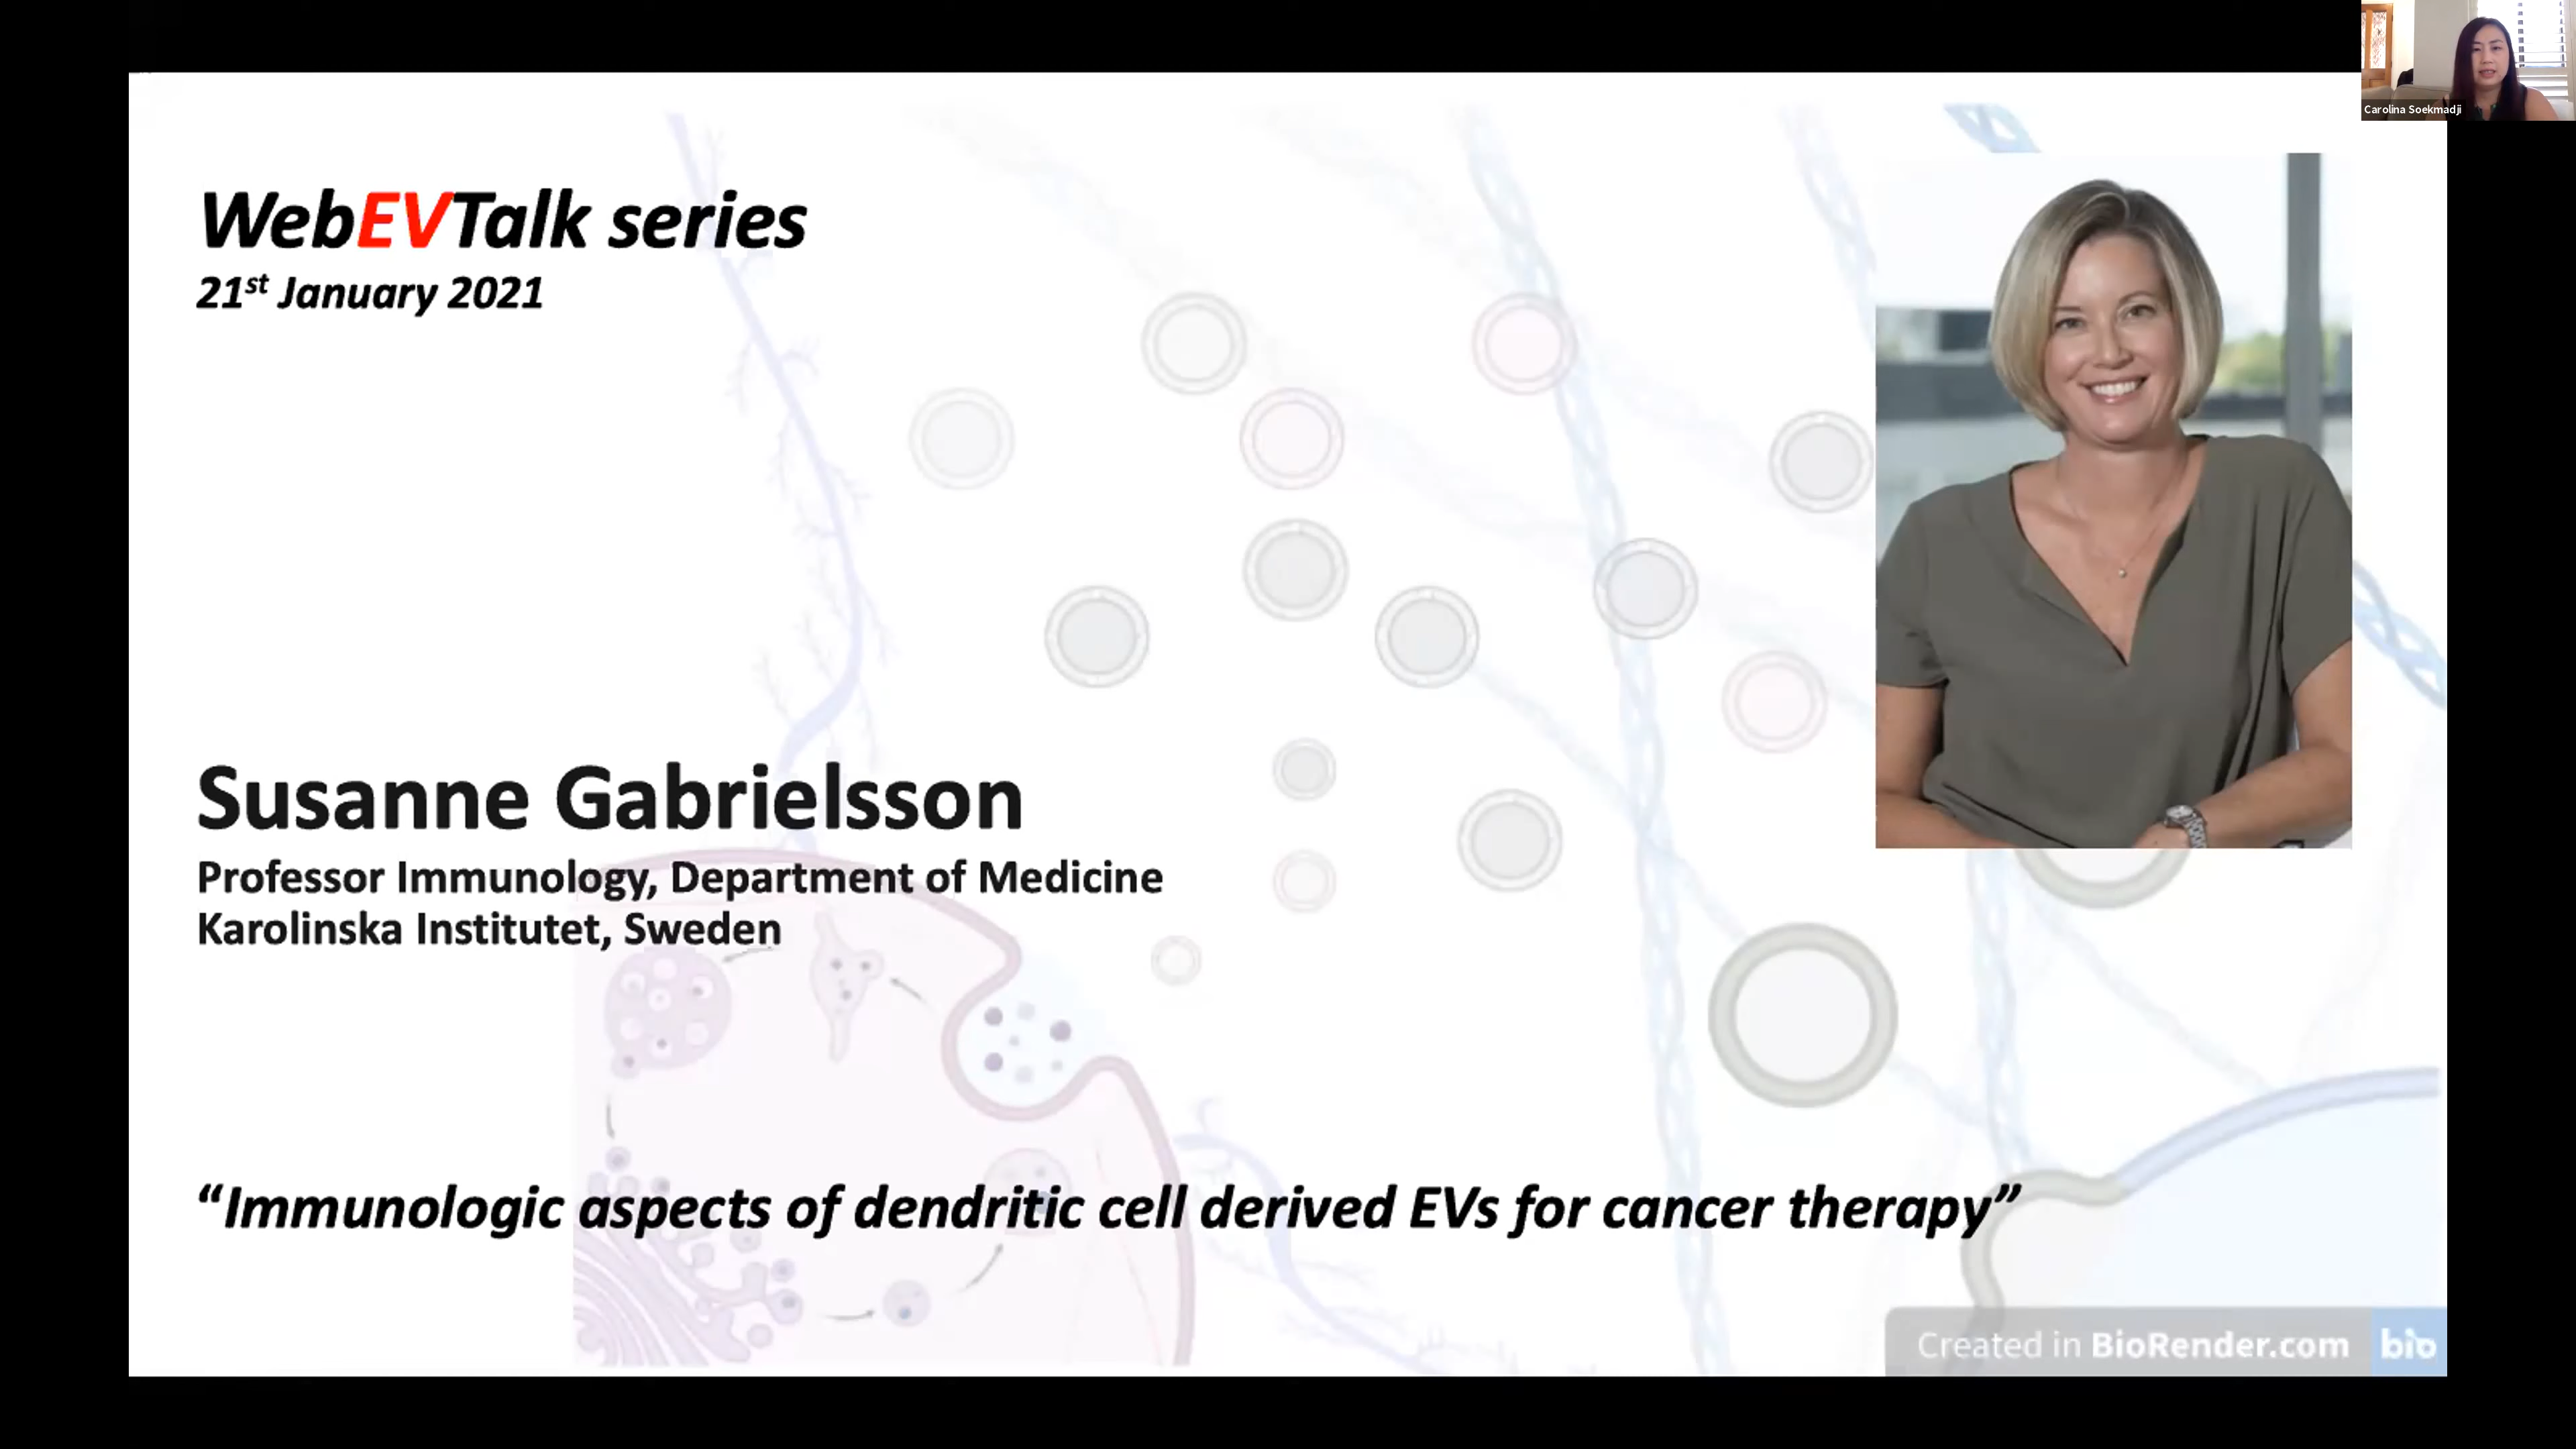 Carolina Soekmadji
WebEVTalk series
21st January 2021
Susanne Gabrielsson
Professor Immunology, Department of Medicine
Karolinska Institutet, Sweden
“Immunologic aspects of dendritic cell derived EVs for cancer therapy”
Created in BioRender.com bio